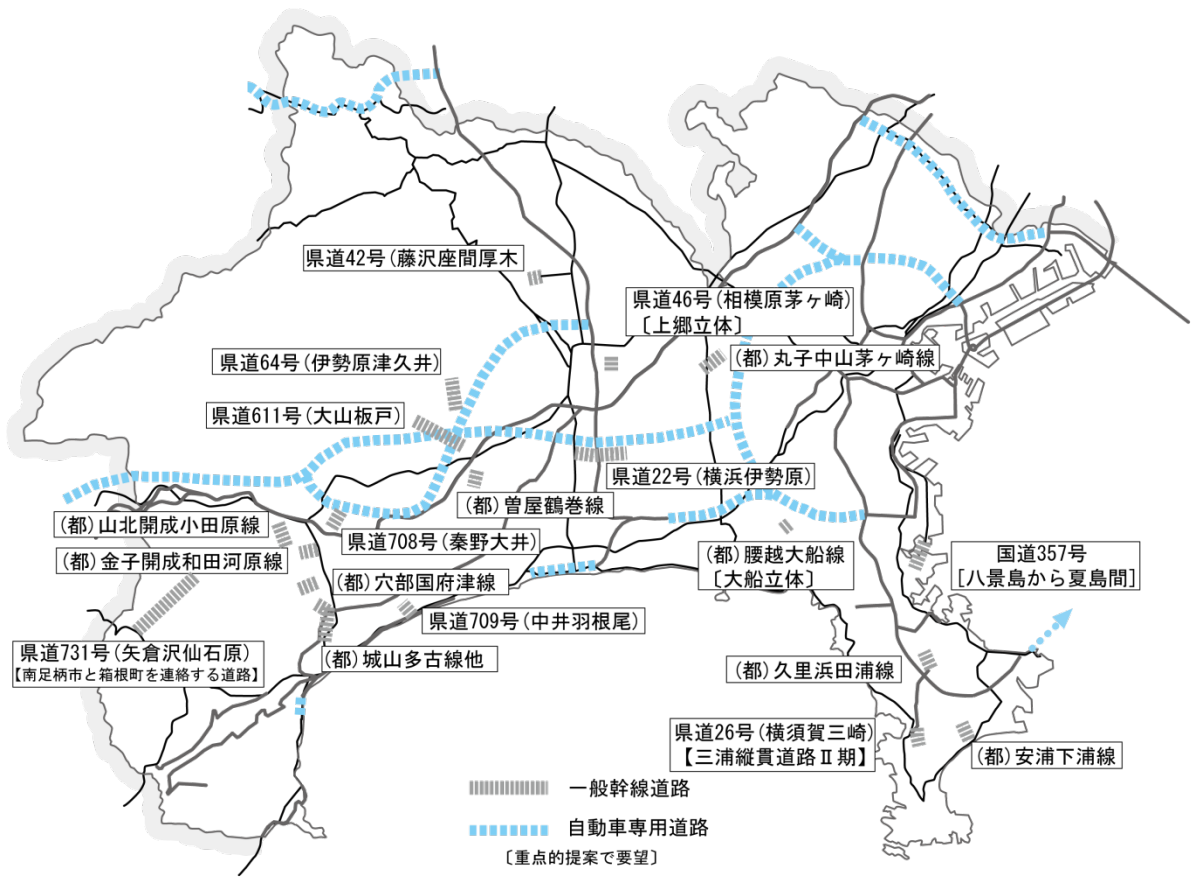 県道42号(藤沢座間厚木
県道46号(相模原茅ヶ崎)
〔上郷立体〕
(都)丸子中山茅ヶ崎線
県道64号(伊勢原津久井)
県道611号(大山板戸)
県道22号(横浜伊勢原)
(都)曽屋鶴巻線
(都)山北開成小田原線
県道708号(秦野大井)
(都)腰越大船線
〔大船立体〕
国道357号
[八景島から夏島間]
(都)金子開成和田河原線
(都)穴部国府津線
県道709号(中井羽根尾)
県道731号(矢倉沢仙石原)
【南足柄市と箱根町を連絡する道路】
(都)城山多古線他
(都)久里浜田浦線
県道26号(横須賀三崎)
【三浦縦貫道路Ⅱ期】
(都)安浦下浦線
一般幹線道路
自動車専用道路
〔重点的提案で要望〕